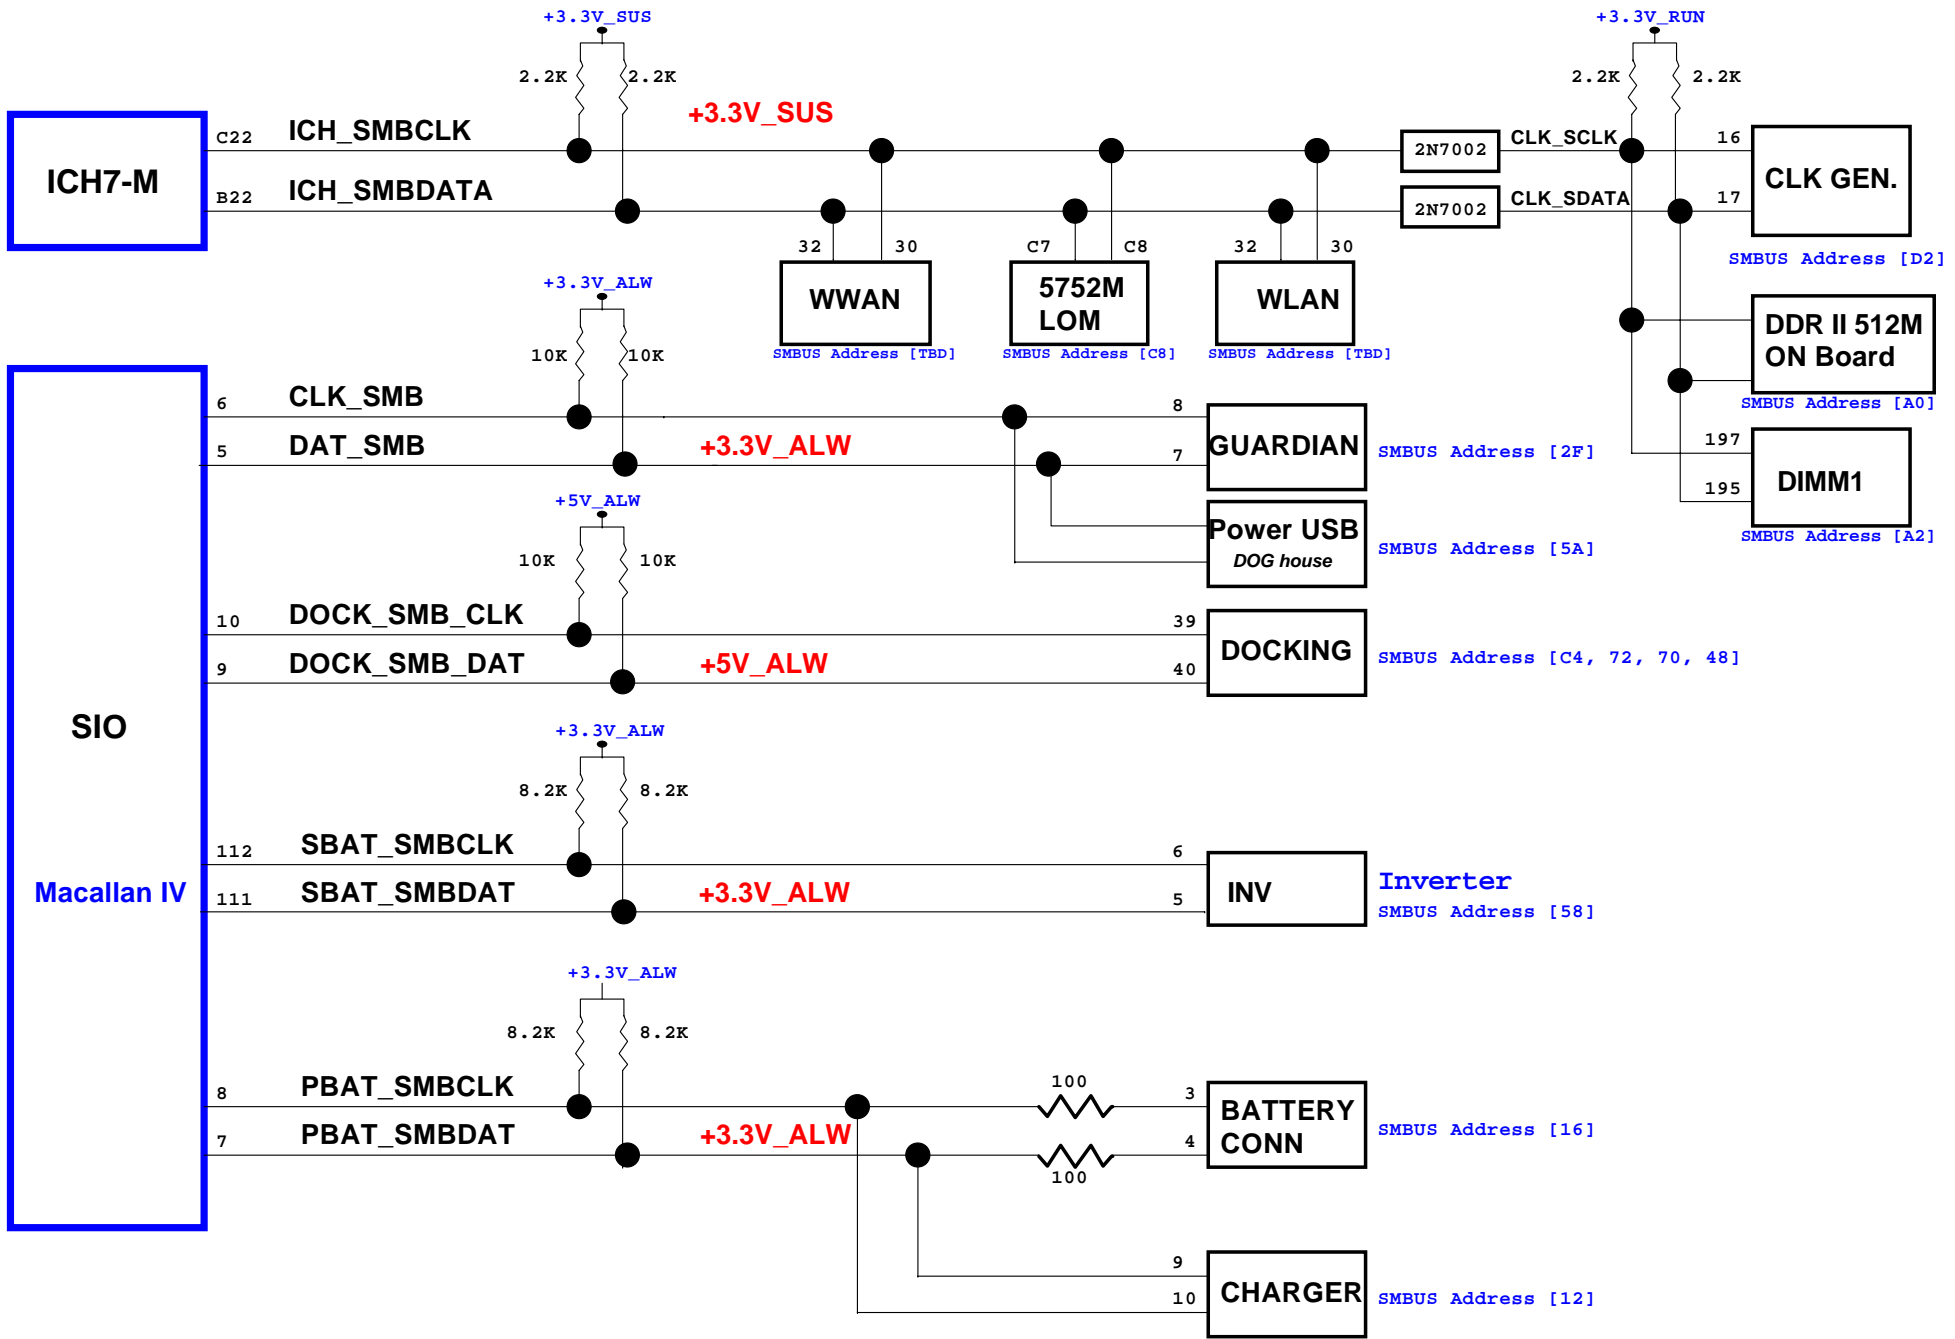 +3.3V_SUS
+3.3V_RUN
2.2K
2.2K
2.2K
2.2K
+3.3V_SUS
ICH7-M
C22
ICH_SMBCLK
B22
ICH_SMBDATA
2N7002
CLK_SCLK
16
2N7002
CLK_SDATA
17
CLK GEN.
SMBUS Address [D2]
32
30
C7
C8
32
30
WWAN
5752M
LOM
WLAN
SMBUS Address [TBD]
SMBUS Address [C8]
SMBUS Address [TBD]
DDR II 512M
ON Board
SMBUS Address [A0]
197
195
DIMM1
SMBUS Address [A2]
+3.3V_ALW
10K
10K
6
CLK_SMB
8
5
DAT_SMB
+3.3V_ALW
7
GUARDIAN
SMBUS Address [2F]
Power USB
DOG house
SMBUS Address [5A]
+5V_ALW
10K
10K
10
DOCK_SMB_CLK
39
9
DOCK_SMB_DAT
+5V_ALW
40
DOCKING
SMBUS Address [C4, 72, 70, 48]
SIO
Macallan IV
+3.3V_ALW
8.2K
8.2K
112
SBAT_SMBCLK
6
111
SBAT_SMBDAT
+3.3V_ALW
5
INV
Inverter
SMBUS Address [58]
+3.3V_ALW
8.2K
8.2K
8
PBAT_SMBCLK
100
3
7
PBAT_SMBDAT
+3.3V_ALW
100
4
BATTERY
CONN
SMBUS Address [16]
9
10
CHARGER
SMBUS Address [12]